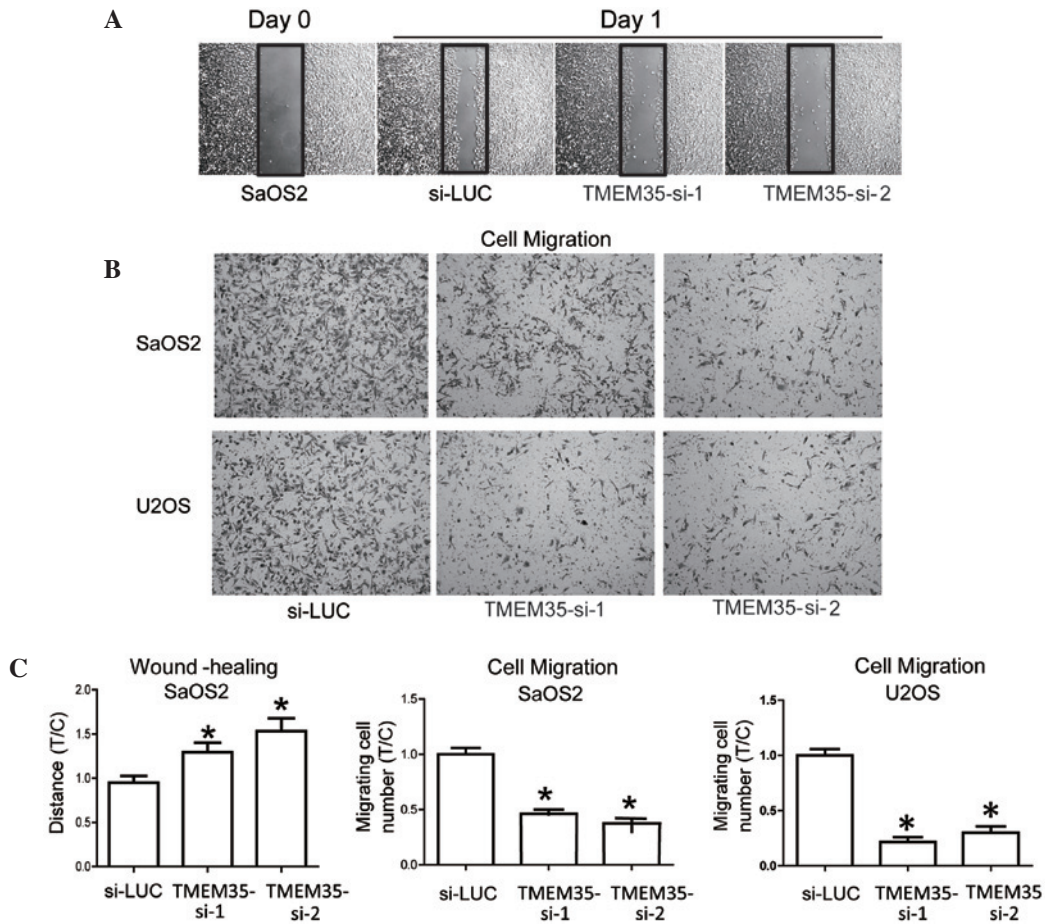 A
Day 0
Day 1
SaOS2
si-LUC
TMEM35-si-1
TMEM35-si-2
Cell Migration
B
SaOS2
U2OS
si-LUC
TMEM35-si-1
TMEM35-si-2
C
Wound -healing
SaOS2
Distance (T/C)
2.0
1.5
1.0
0.5
0.0
*
*
si-LUC
TMEM35-
si-1
TMEM35-
si-2
Cell Migration
SaOS2
Migrating cell
number (T/C)
1.5
1.0
0.5
0.0
*
*
si-LUC
TMEM35-
si-1
TMEM35-
si-2
Cell Migration
U2OS
Migrating cell
number (T/C)
1.5
1.0
0.5
0.0
*
*
si-LUC
TMEM35-
si-1
TMEM35
si-2